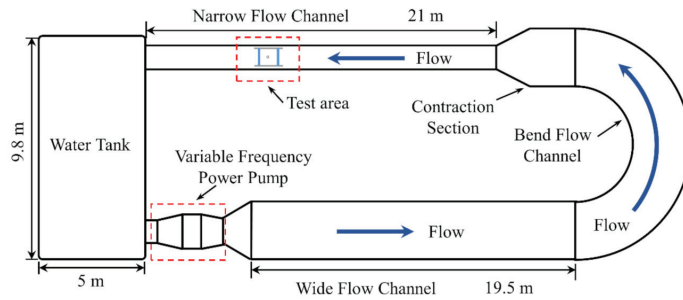 Narrow Flow Channel 21 m
Flow
Test area
Contraction
Section
9.8 m
Water Tank
Bend Flow
Channel
Variable Frequency
Power Pump
Flow
Flow
5 m
Wide Flow Channel 19.5 m